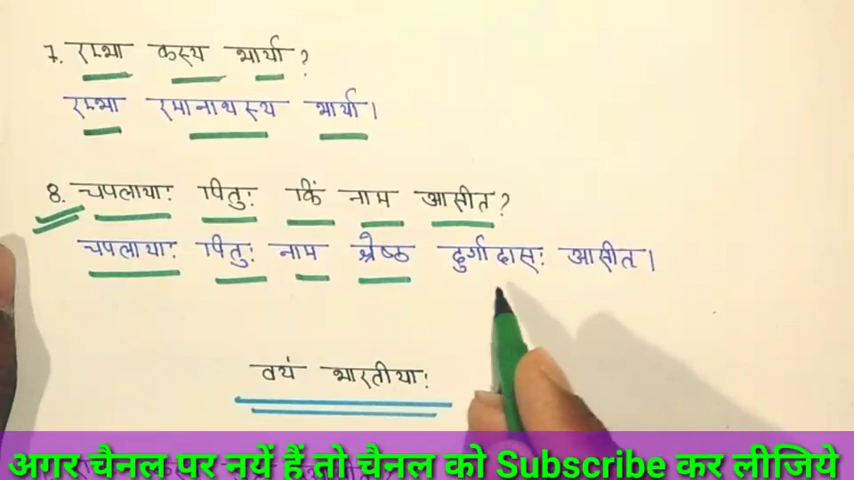 7. रम्भा कस्य भार्या?
रम्भा रमानाथस्य भार्या।
8. चपलायाः पितुः किं नाम आसीत?
चपलायाः पितुः नाम श्रेष्ठ दुर्गादासः आसीत।
वयं भारतीयाः
अगर चैनल पर नयें हैं तो चैनल को Subscribe कर लीजिये